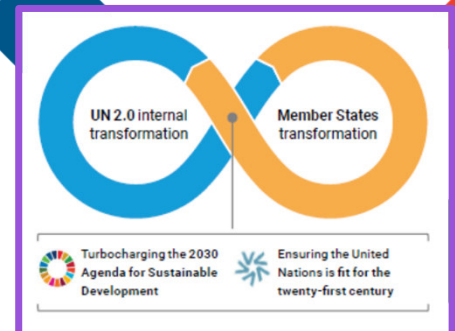 UN 2.0 internal
transformation
Member States
transformation
Turbocharging the 2030
Agenda for Sustainable
Development
Ensuring the United
Nations is fit for the
twenty-first century